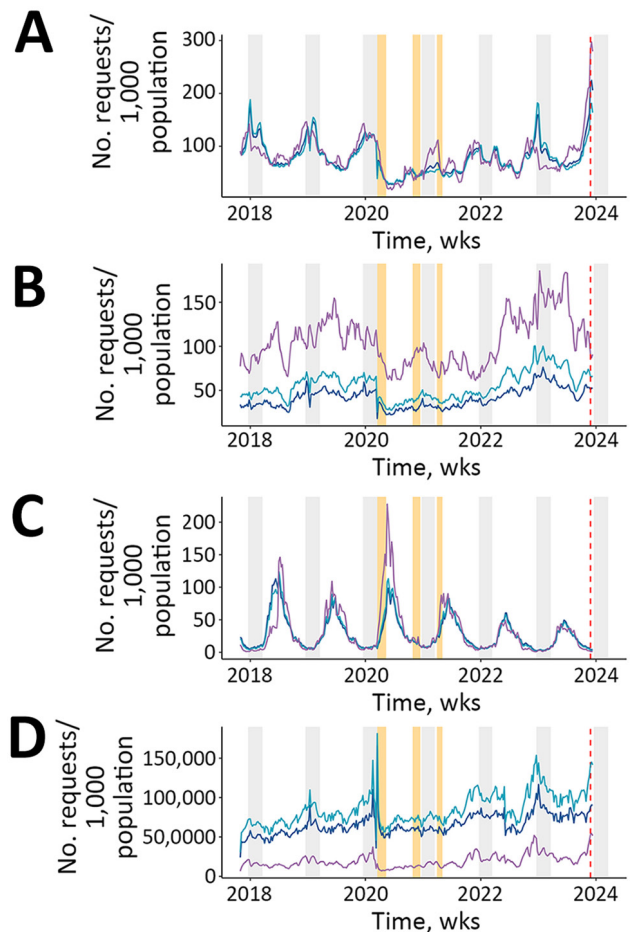 A
No. requests/
1,000
population
300
200
100
2018 2020 2022 2024
Time, wks
B
No. requests/
1,000
population
150
100
50
2018 2020 2022 2024
Time, wks
C
No. requests/
1,000
population
200
150
100
50
0
2018 2020 2022 2024
Time, wks
D
No. requests/
1,000
population
150,000
100,000
50,0000
0
2018 2020 2022 2024
Time, wks